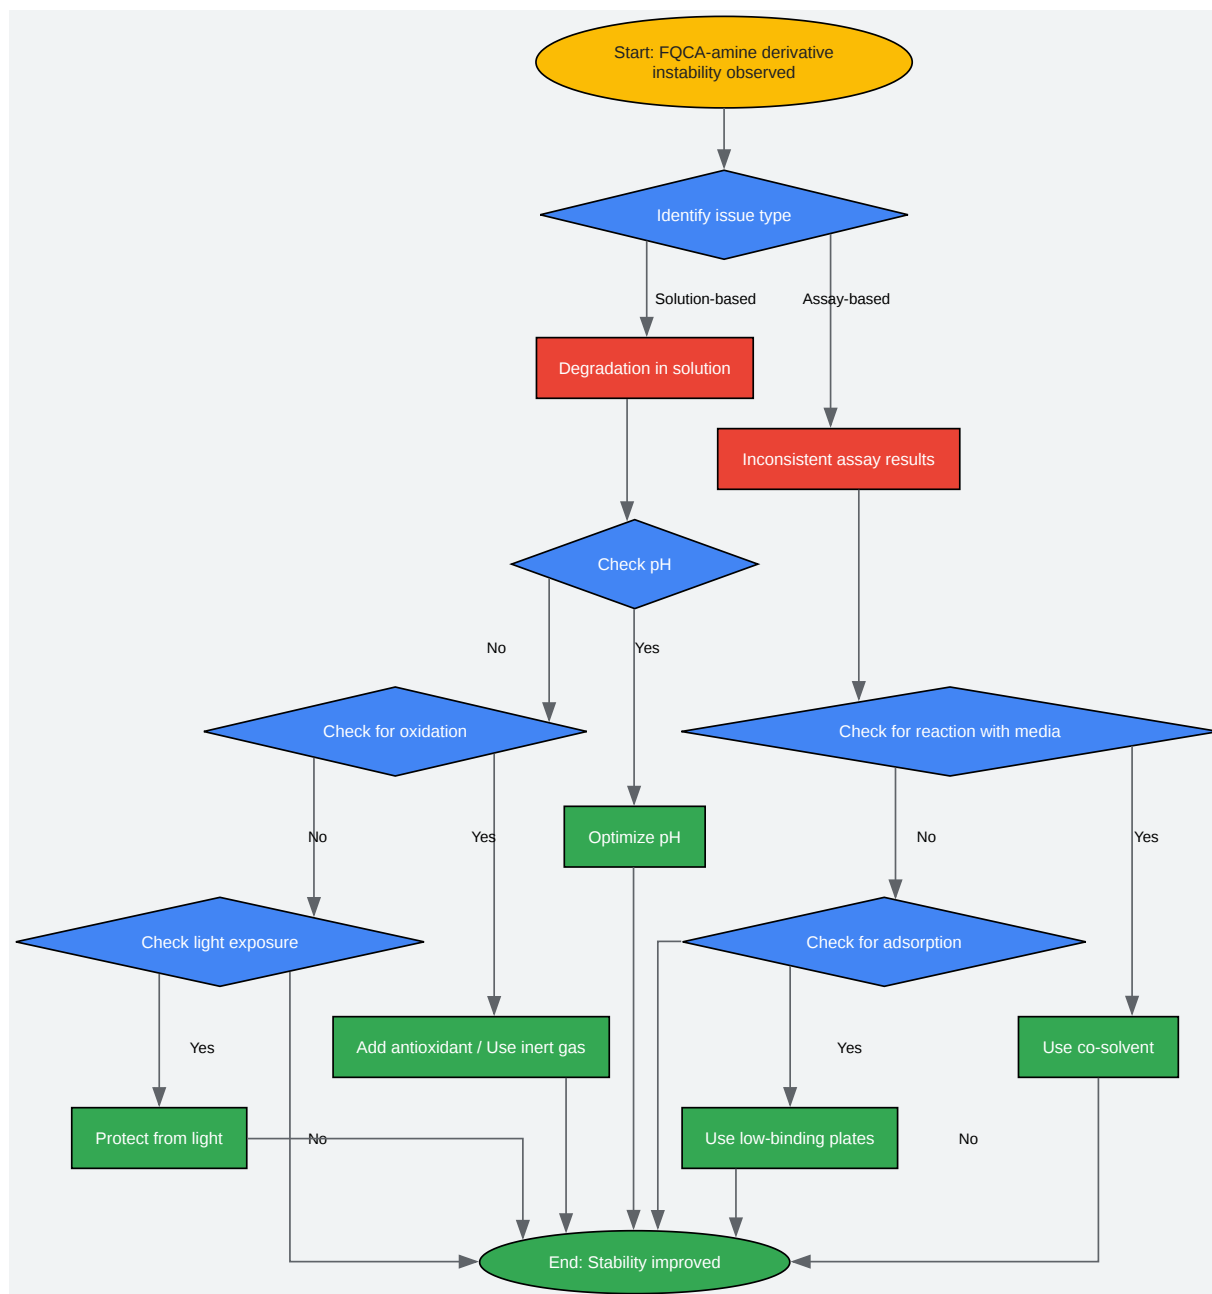 Start: FQCA-amine derivative
instability observed
Identify issue type
Solution-based
Assay-based
Degradation in solution
Inconsistent assay results
Check pH
No
Yes
Check for oxidation
Check for reaction with media
No
Yes
Optimize pH
No
Yes
Check light exposure
Check for adsorption
Yes
Add antioxidant / Use inert gas
Yes
Use co-solvent
Protect from light
No
Use low-binding plates
No
End: Stability improved